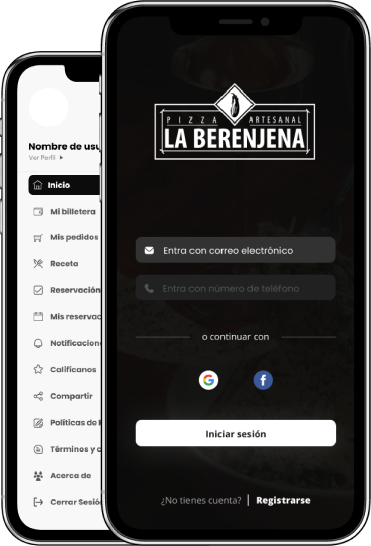 Nombre de usu
Ver Perfil
Inicio
Mi billetera
Mis pedidos
Receta
Reservación
Mis reservac
Notificacion
Calificanos
Compartir
Políticas de
Términos y c
Acerca de
Cerrar Sesió
PIZZA ARTESANAL
LA BERENJENA
Entra con correo electrónico
Entra con número de teléfono
o continuar con
G f
Iniciar sesión
¿No tienes cuenta? | Registrarse